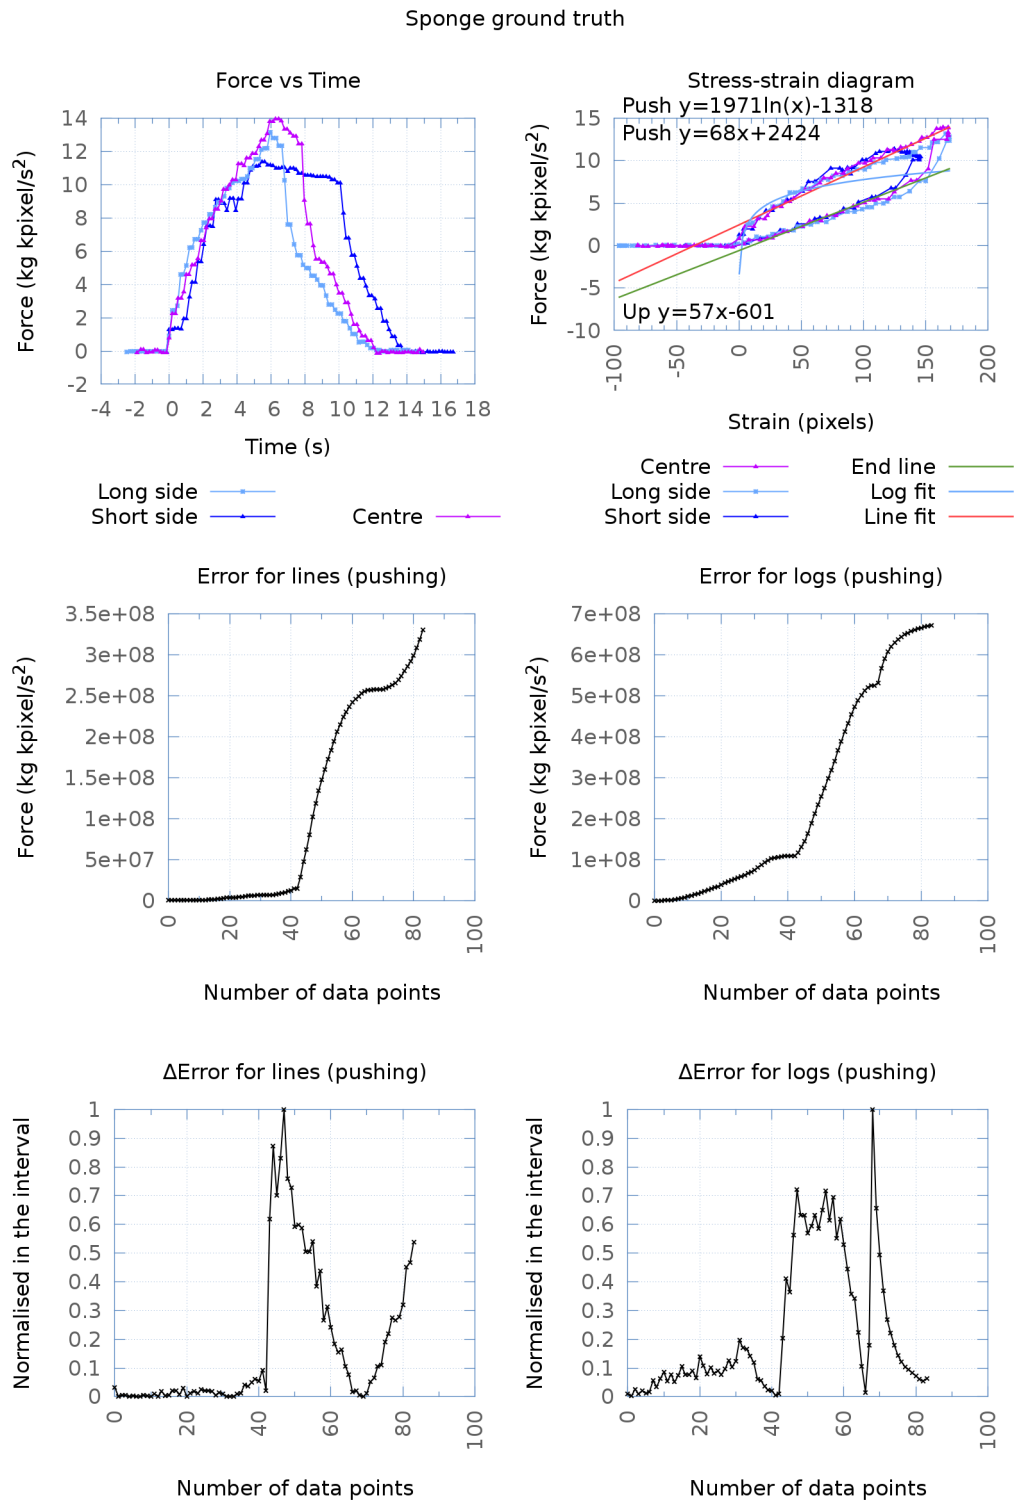 Sponge ground truth
Force vs Time
Force (kg kpixel/s²)
14
12
10
8
6
4
2
0
-2
-4 -2 0 2 4 6 8 10 12 14 16 18
Time (s)
Long side
Short side
Centre
Stress-strain diagram
Push y=1971ln(x)-1318
Push y=68x+2424
Up y=57x-601
Force (kg kpixel/s²)
15
10
5
0
-5
-10
-100 -50 0 50 100 150 200
Strain (pixels)
Centre
Long side
Short side
End line
Log fit
Line fit
Error for lines (pushing)
Force (kg kpixel/s²)
3.5e+08
3e+08
2.5e+08
2e+08
1.5e+08
1e+08
5e+07
0
0 20 40 60 80 100
Number of data points
Error for logs (pushing)
Force (kg kpixel/s²)
7e+08
6e+08
5e+08
4e+08
3e+08
2e+08
1e+08
0
0 20 40 60 80 100
Number of data points
ΔError for lines (pushing)
Normalised in the interval
1
0.9
0.8
0.7
0.6
0.5
0.4
0.3
0.2
0.1
0
0 20 40 60 80 100
Number of data points
ΔError for logs (pushing)
Normalised in the interval
1
0.9
0.8
0.7
0.6
0.5
0.4
0.3
0.2
0.1
0
0 20 40 60 80 100
Number of data points